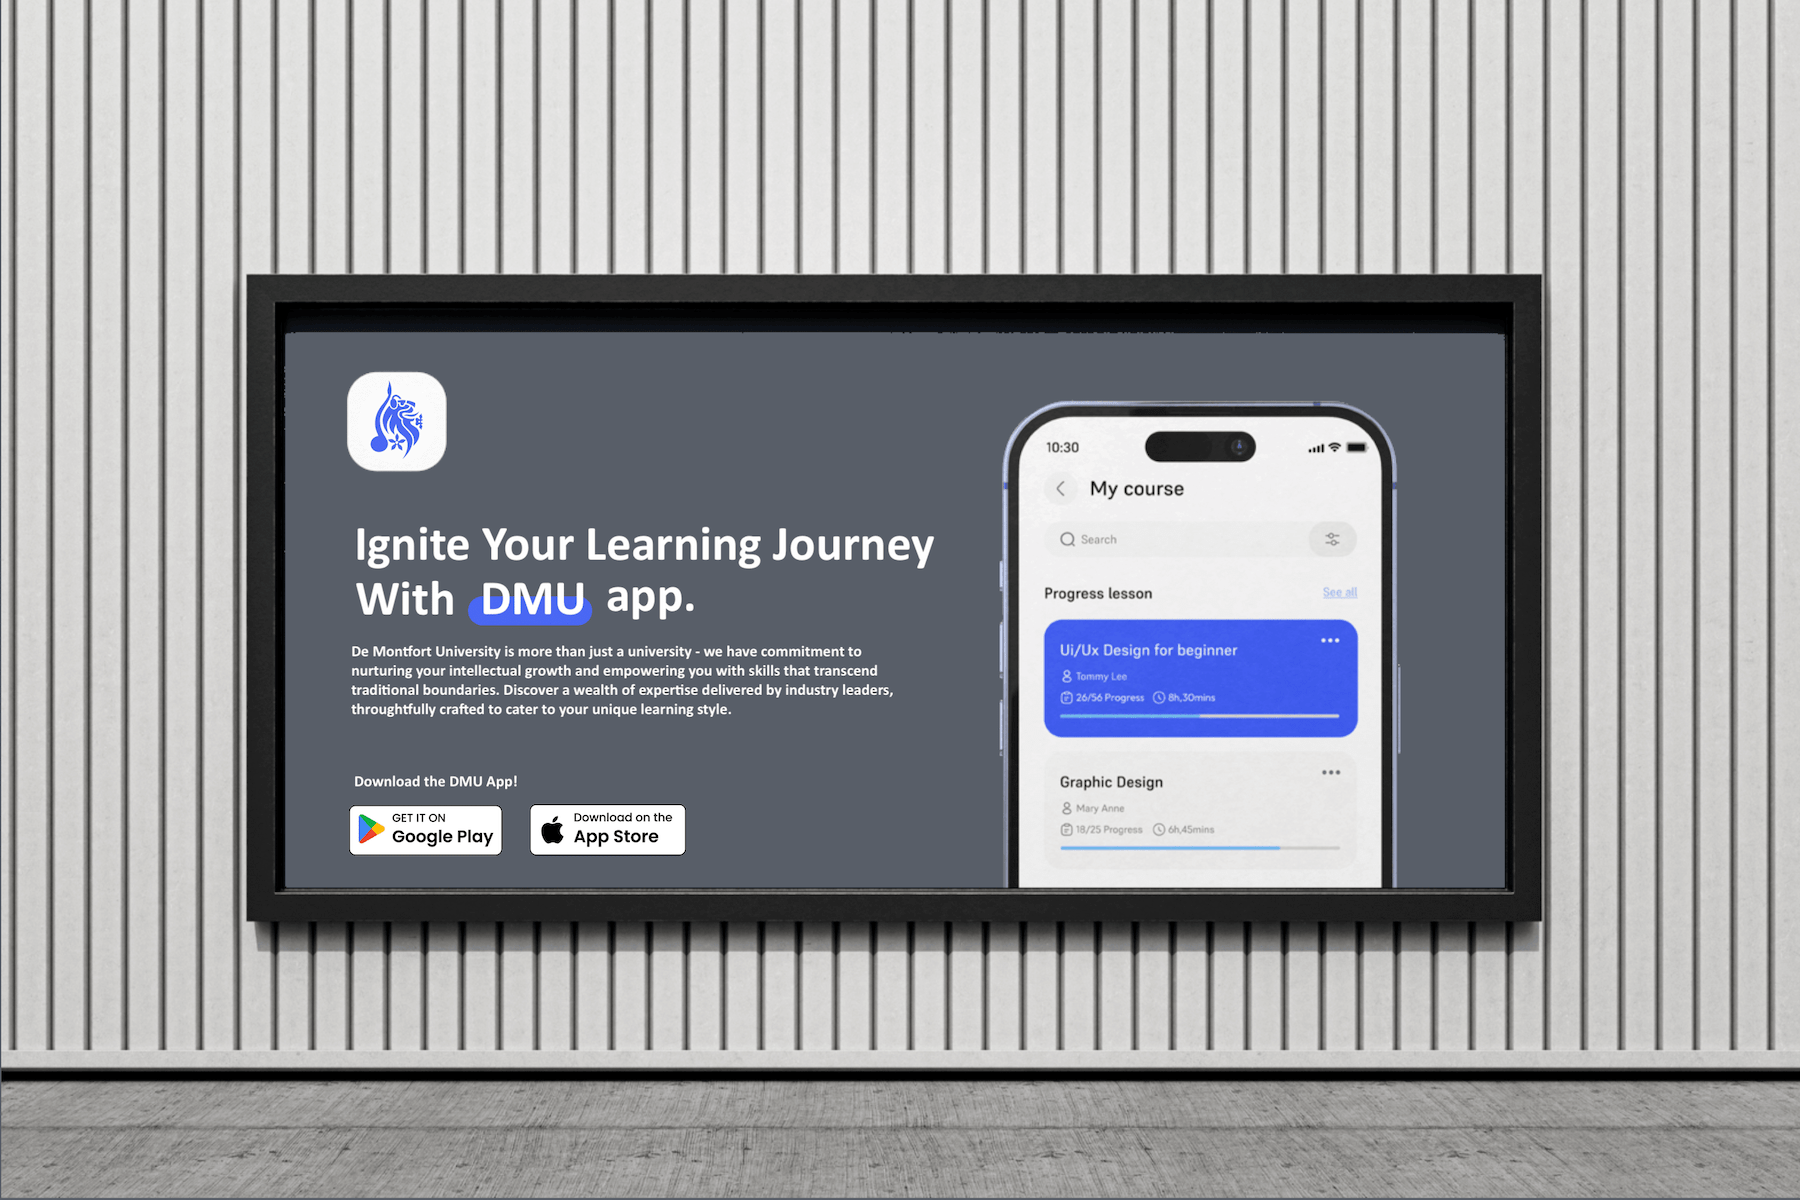 Ignite Your Learning Journey
With DMU app.
De Montfort University is more than just a university - we have commitment to
nurturing your intellectual growth and empowering you with skills that transcend
traditional boundaries. Discover a wealth of expertise delivered by industry leaders,
throughtfully crafted to cater to your unique learning style.
Download the DMU App!
GET IT ON
Google Play
Download on the
App Store
10:30
My course
Search
Progress lesson
See all
Ui/Ux Design for beginner
Tommy Lee
26/56 Progress
8h,30mins
Graphic Design
Mary Anne
18/25 Progress
6h,45mins